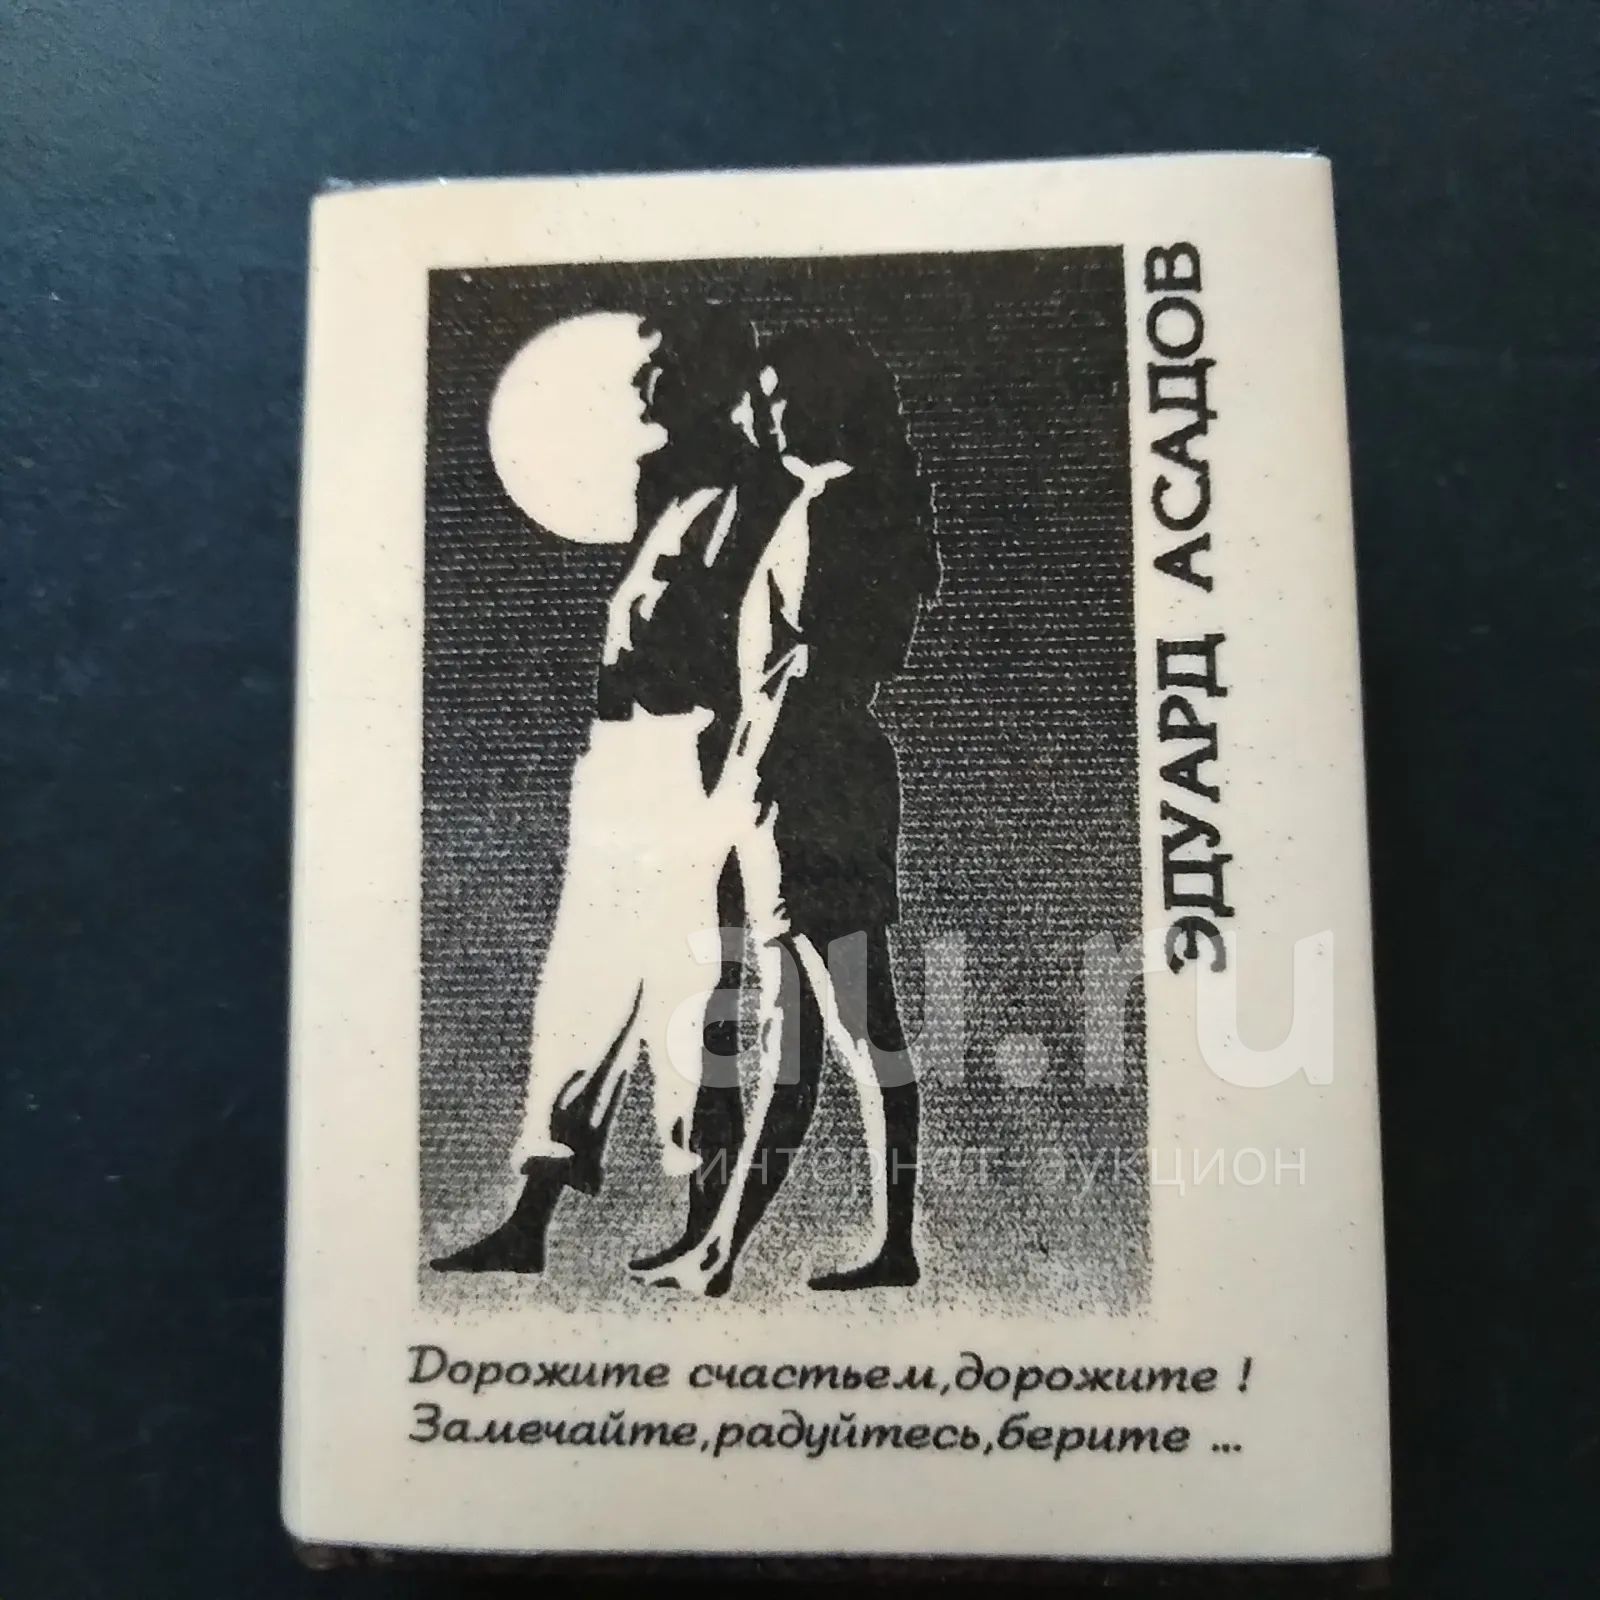 ЭДУАРД АСАДОВ
au.ru
интернет-аукцион
Дорожите счастьем,дорожите !
Замечайте,радуйтесь,берите ...